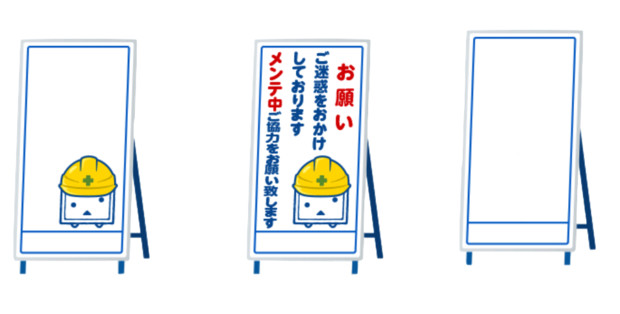 お願い
ご迷惑をおかけ
しております
メンテ中ご協力をお願い致します